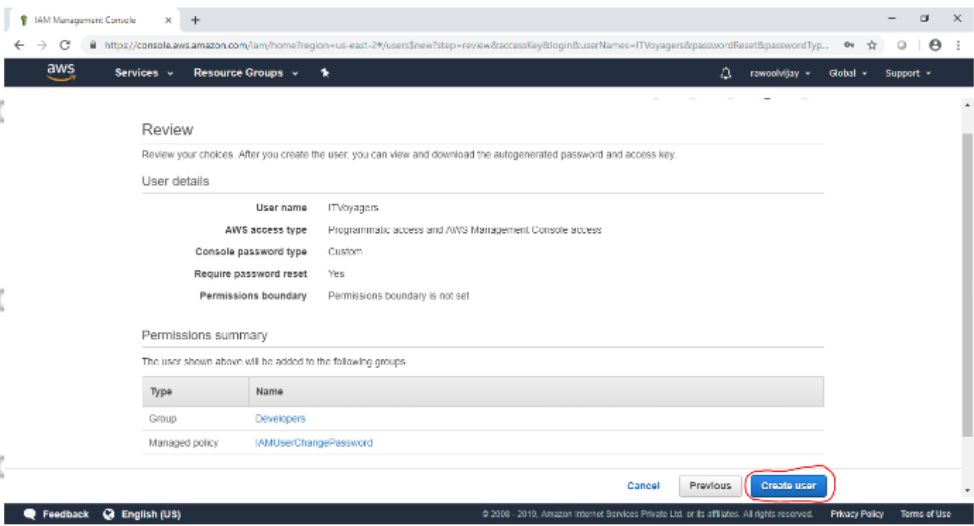 IAM Management Console
https://console.aws.amazon.com/iam/home?region=us-east-2#/users$new?step=review&accessKey&login&userNames=ITVoyagers&passwordReset&passwordTyp...
aws Services Resource Groups rawoolvijay Global Support
Review
Review your choices. After you create the user, you can view and download the autogenerated password and access key.
User details
User name ITVoyagers
AWS access type Programmatic access and AWS Management Console access
Console password type Custom
Require password reset Yes
Permissions boundary Permissions boundary is not set
Permissions summary
The user shown above will be added to the following groups
Type Name
Group Developers
Managed policy IAMUserChangePassword
Cancel Previous Create user
Feedback English (US) © 2008 - 2019, Amazon Internet Services Private Ltd. or its affiliates. All rights reserved. Privacy Policy Terms of Use